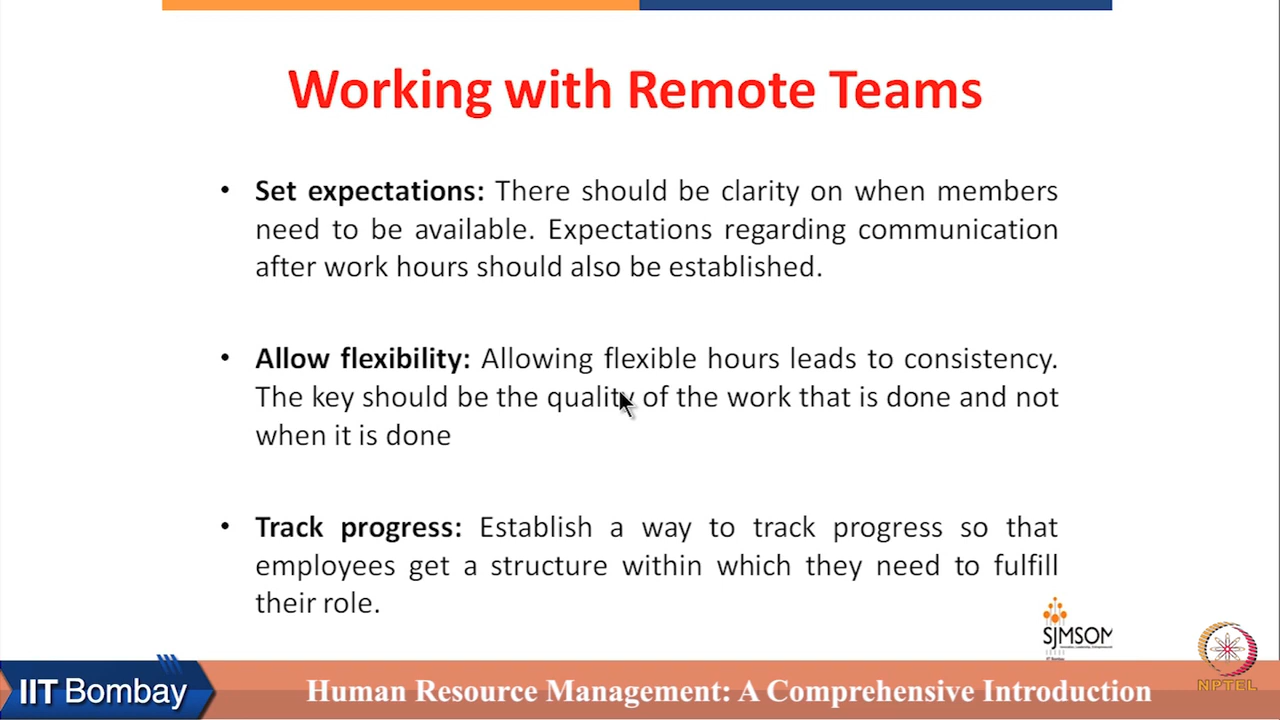 Working with Remote Teams
• Set expectations: There should be clarity on when members
need to be available. Expectations regarding communication
after work hours should also be established.
• Allow flexibility: Allowing flexible hours leads to consistency.
The key should be the quality of the work that is done and not
when it is done
• Track progress: Establish a way to track progress so that
employees get a structure within which they need to fulfill
their role.
SJMSOM
IIT Bombay
Human Resource Management: A Comprehensive Introduction
NPTEL